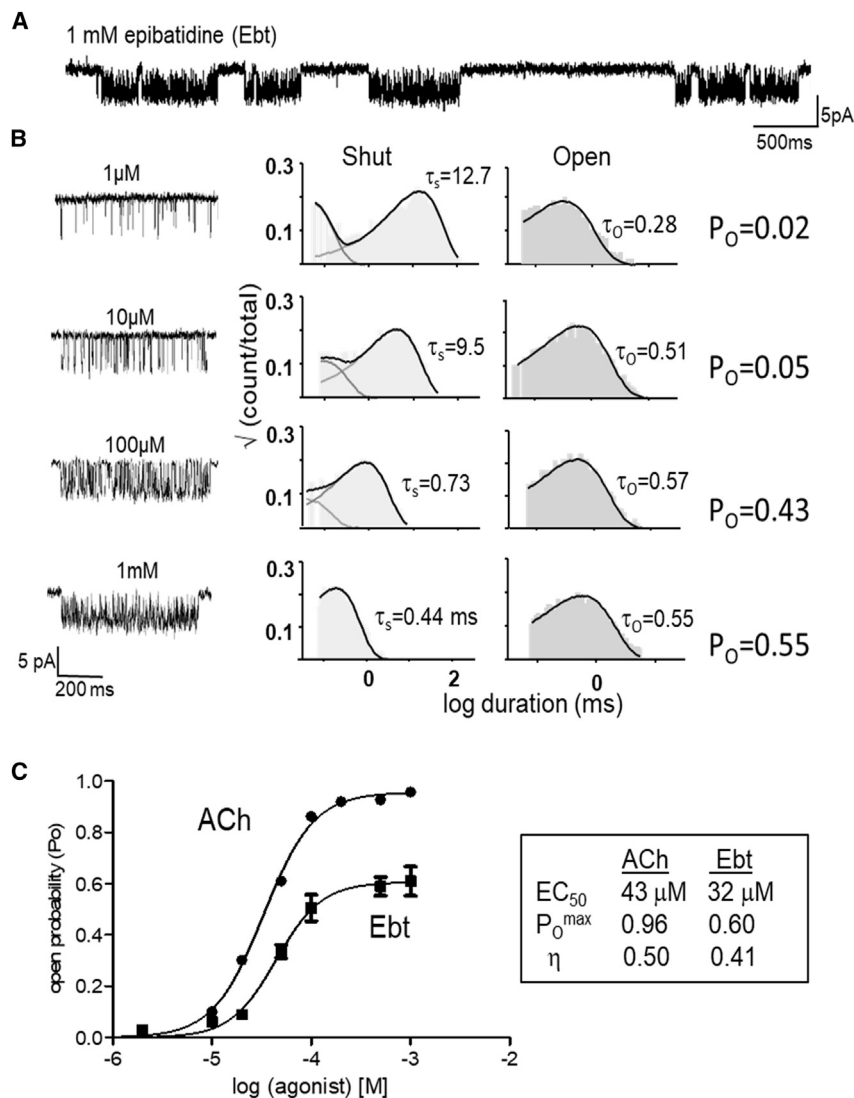 A
1 mM epibatidine (Ebt)
5pA
500ms
B
Shut
Open
1μM
0.3
0.1
τs=12.7
τO=0.28
PO=0.02
10μM
0.3
0.1
τs=9.5
τO=0.51
PO=0.05
√ (count/total)
100μM
0.3
0.1
τs=0.73
τO=0.57
PO=0.43
1mM
0.3
0.1
τs=0.44 ms
τO=0.55
PO=0.55
5 pA
200 ms
0 2 0
log duration (ms)
C
open probability (Po)
1.0
0.8
0.6
0.4
0.2
0.0
ACh
Ebt
-6 -5 -4 -3 -2
log (agonist) [M]
ACh Ebt
EC50 43 μM 32 μM
POmax 0.96 0.60
η 0.50 0.41